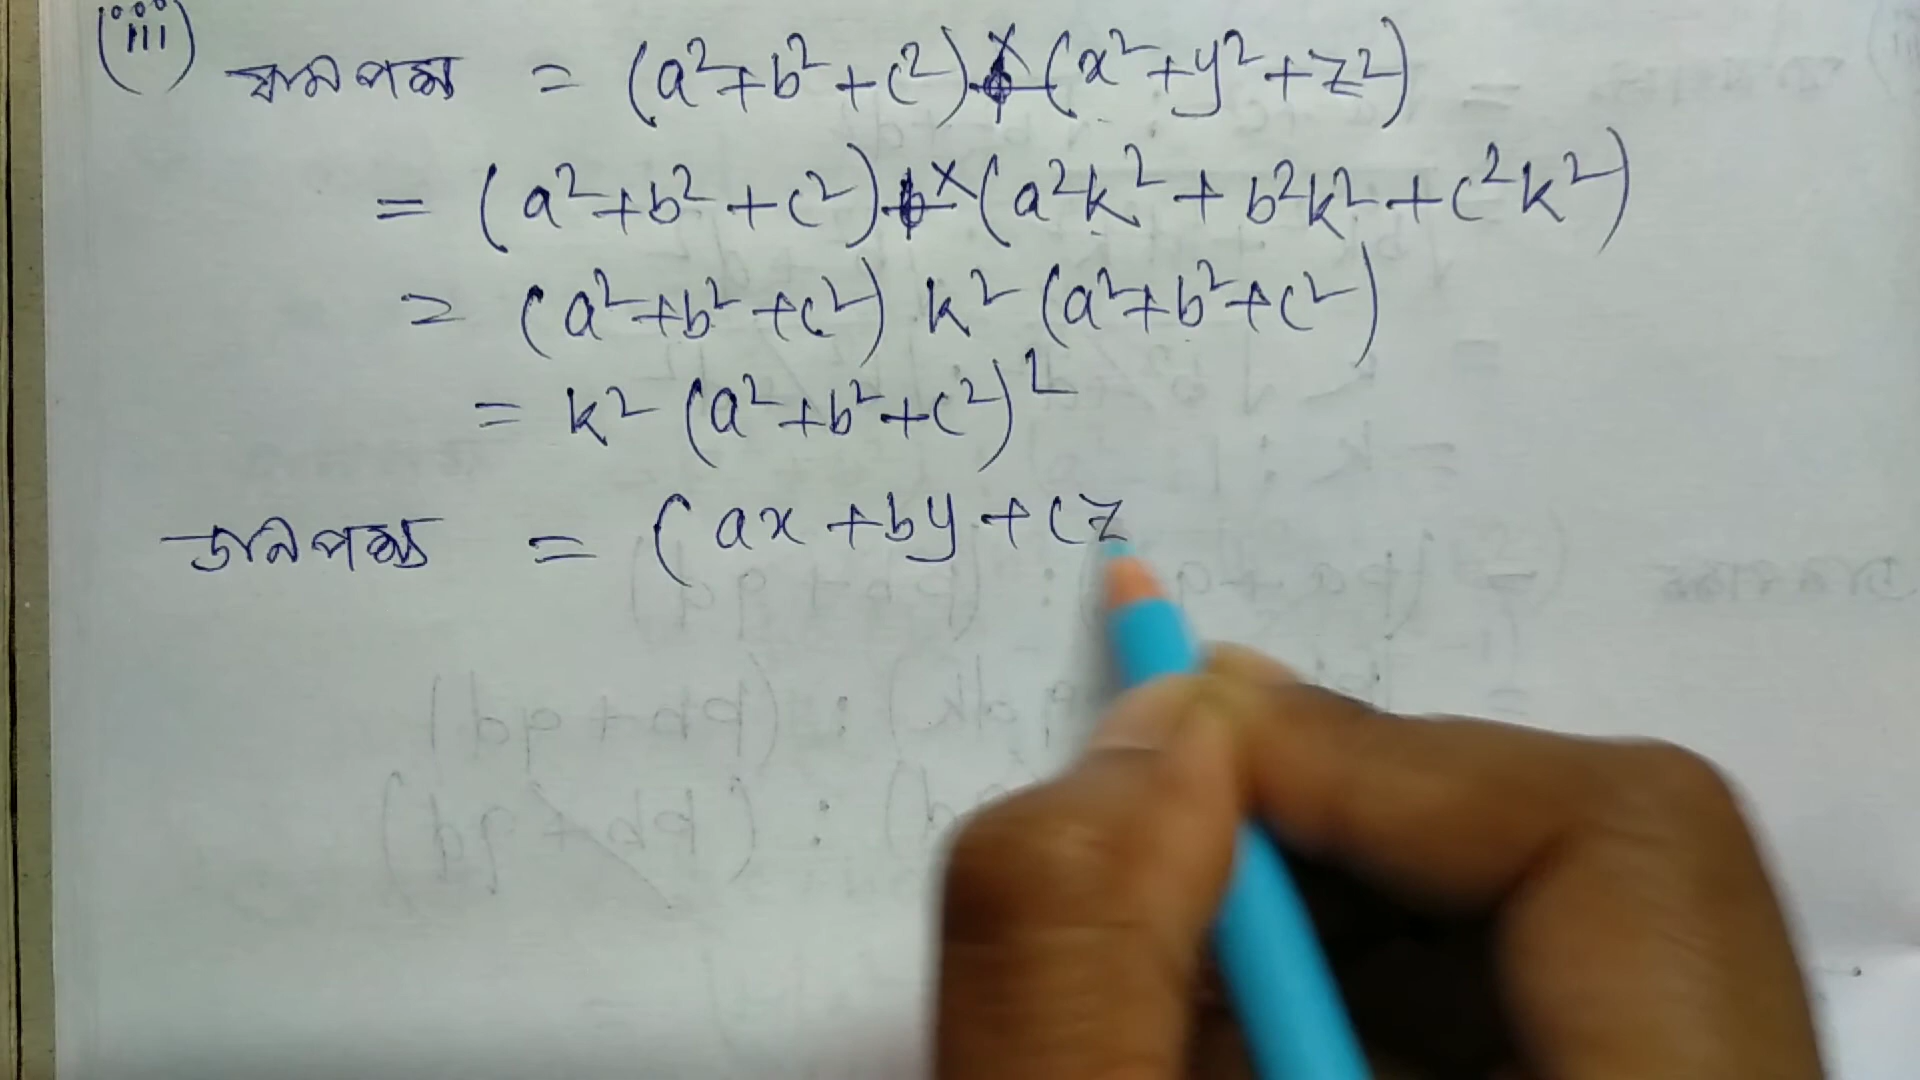 (iii) বামপক্ষ = (a²+b²+c²) × (x²+y²+z²)
= (a²+b²+c²) × (a²k² + b²k² + c²k²)
= (a²+b²+c²) k² (a²+b²+c²)
= k² (a²+b²+c²)²
ডানপক্ষ = (ax+by+cz